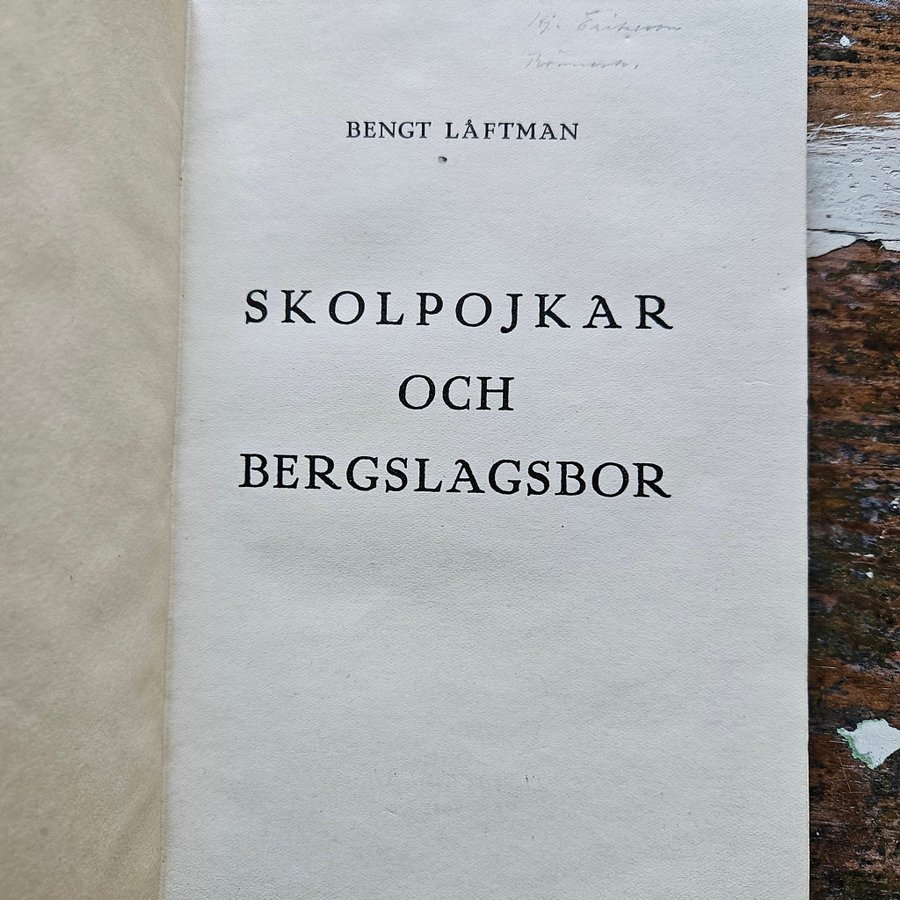 BENGT LÅFTMAN
SKOLPOJKAR
OCH
BERGSLAGSBOR